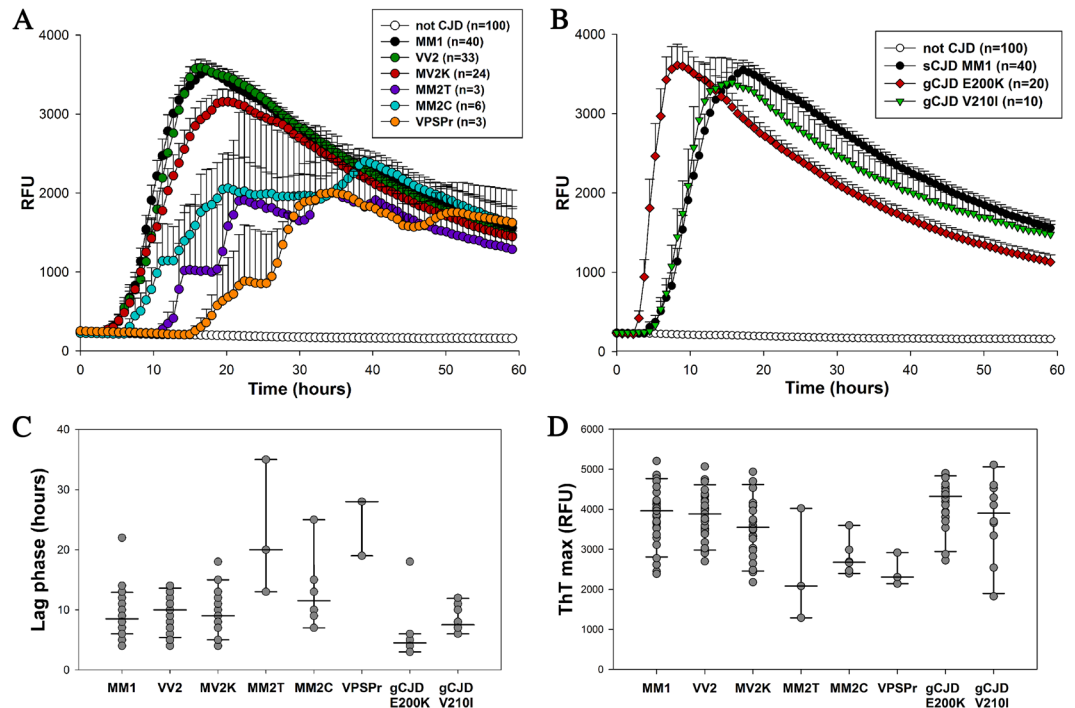 A
not CJD (n=100)
MM1 (n=40)
VV2 (n=33)
MV2K (n=24)
MM2T (n=3)
MM2C (n=6)
VPSPr (n=3)
4000
3000
2000
1000
0
RFU
0 10 20 30 40 50 60
Time (hours)
B
not CJD (n=100)
sCJD MM1 (n=40)
gCJD E200K (n=20)
gCJD V210I (n=10)
4000
3000
2000
1000
0
RFU
0 10 20 30 40 50 60
Time (hours)
C
40
30
20
10
0
Lag phase (hours)
MM1 VV2 MV2K MM2T MM2C VPSPr gCJD gCJD
E200K V210I
D
6000
5000
4000
3000
2000
1000
0
ThT max (RFU)
MM1 VV2 MV2K MM2T MM2C VPSPr gCJD gCJD
E200K V210I